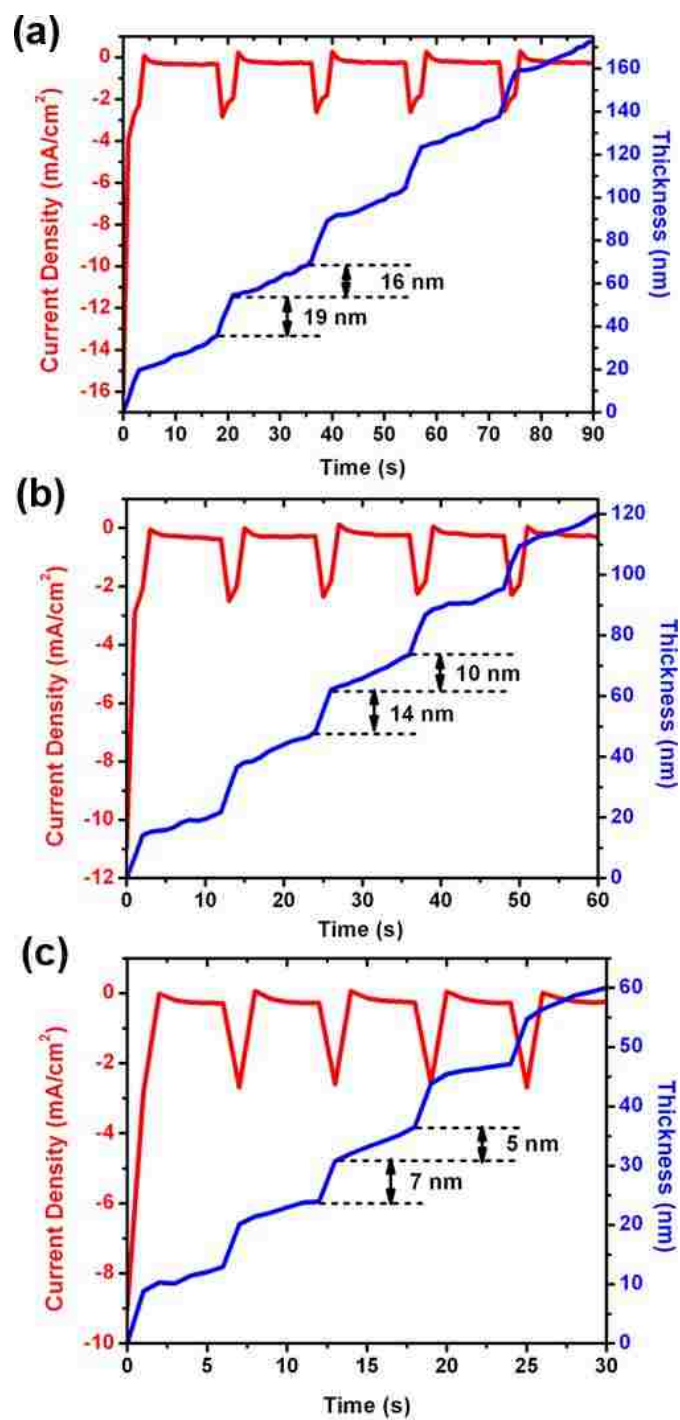 (a)
Current Density (mA/cm²)
0
-2
-4
-6
-8
-10
-12
-14
-16
160
140
120
100
80
60
40
20
0
Thickness (nm)
16 nm
19 nm
0 10 20 30 40 50 60 70 80 90
Time (s)
(b)
Current Density (mA/cm²)
0
-2
-4
-6
-8
-10
-12
120
100
80
60
40
20
0
Thickness (nm)
10 nm
14 nm
0 10 20 30 40 50 60
Time (s)
(c)
Current Density (mA/cm²)
0
-2
-4
-6
-8
-10
60
50
40
30
20
10
0
Thickness (nm)
5 nm
7 nm
0 5 10 15 20 25 30
Time (s)